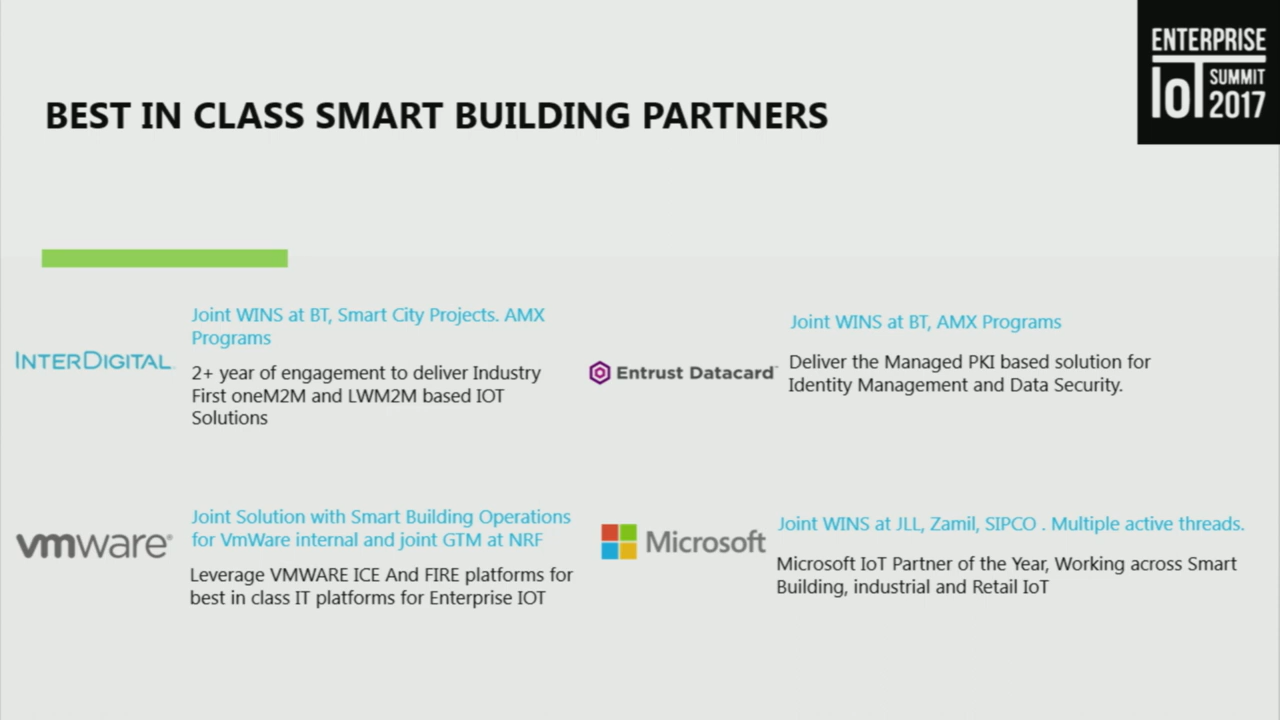 ENTERPRISE
IoT SUMMIT
2017
BEST IN CLASS SMART BUILDING PARTNERS
INTERDIGITAL
Joint WINS at BT, Smart City Projects. AMX
Programs
2+ year of engagement to deliver Industry
First oneM2M and LWM2M based IOT
Solutions
Entrust Datacard
Joint WINS at BT, AMX Programs
Deliver the Managed PKI based solution for
Identity Management and Data Security.
vmware®
Joint Solution with Smart Building Operations
for VmWare internal and joint GTM at NRF
Leverage VMWARE ICE And FIRE platforms for
best in class IT platforms for Enterprise IOT
Microsoft
Joint WINS at JLL, Zamil, SIPCO . Multiple active threads.
Microsoft IoT Partner of the Year, Working across Smart
Building, industrial and Retail IoT